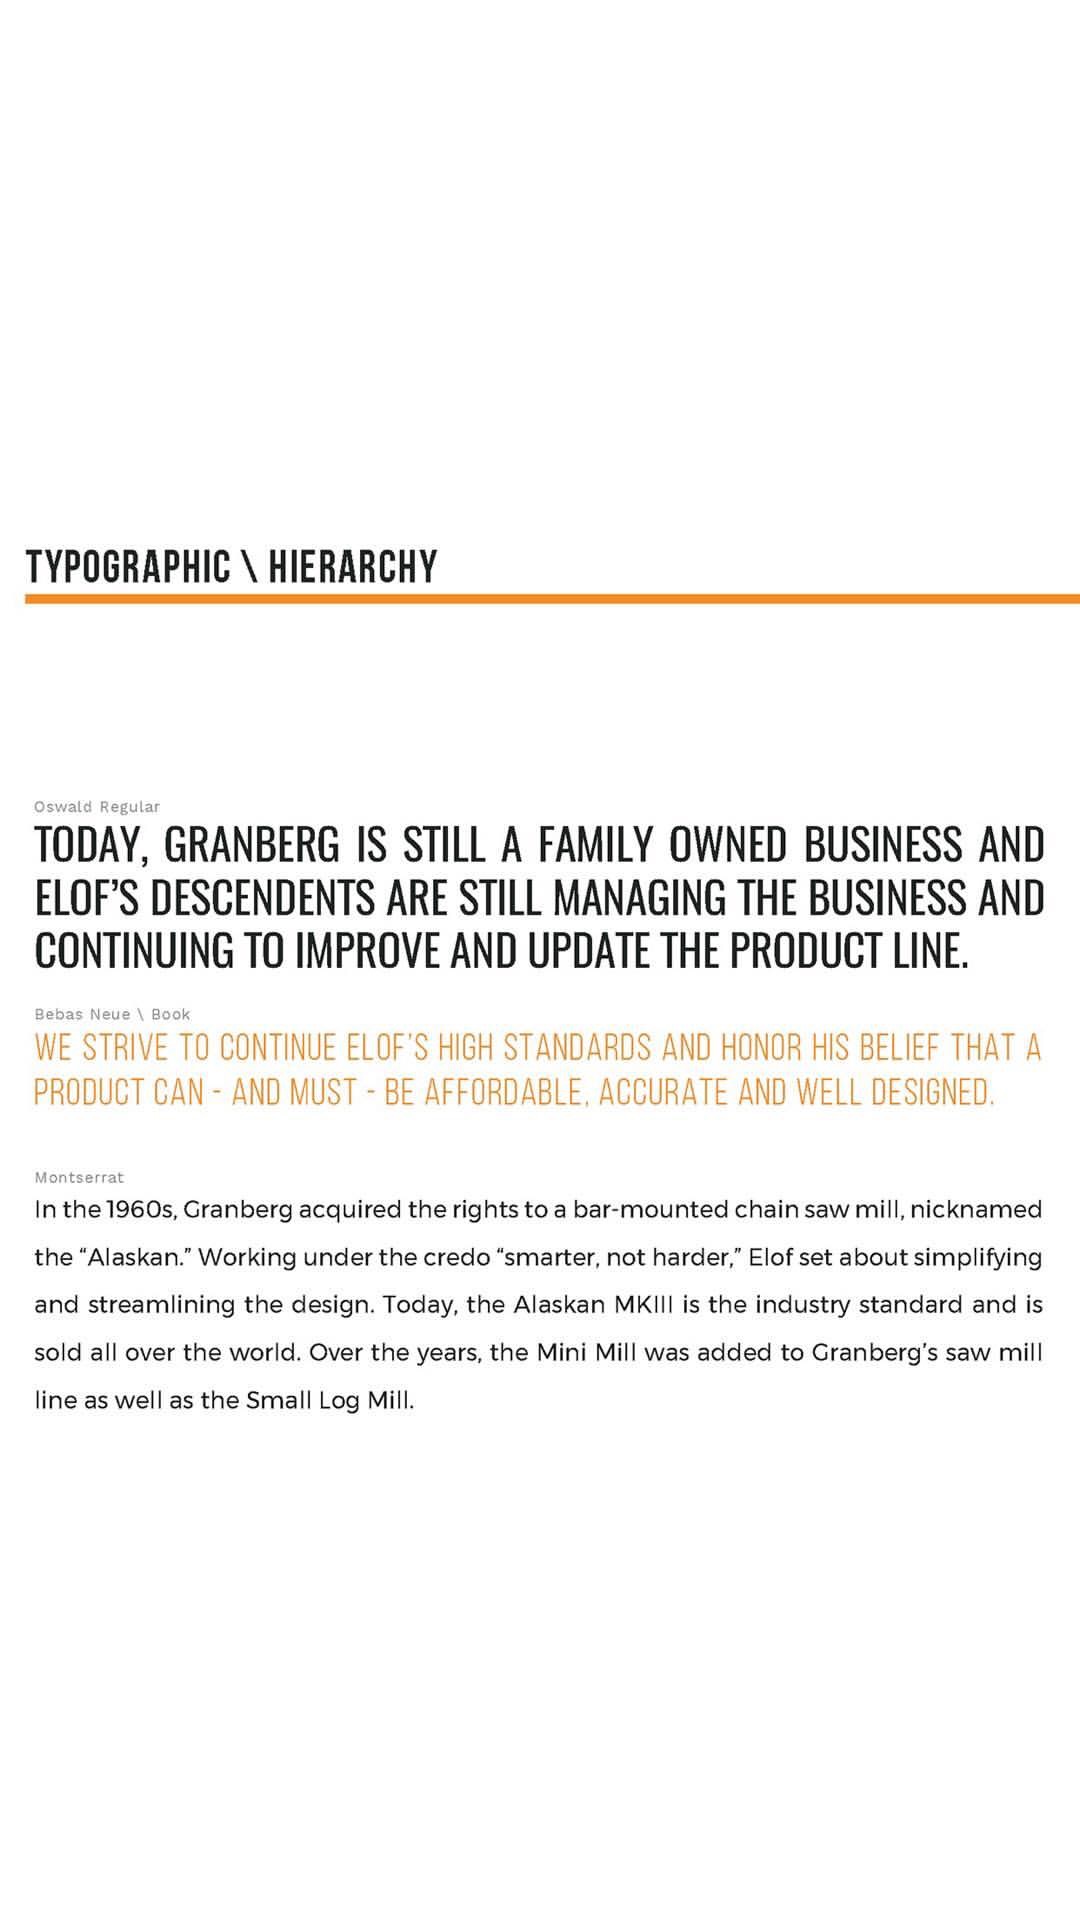 TYPOGRAPHIC \ HIERARCHY
Oswald Regular
TODAY, GRANBERG IS STILL A FAMILY OWNED BUSINESS AND
ELOF’S DESCENDENTS ARE STILL MANAGING THE BUSINESS AND
CONTINUING TO IMPROVE AND UPDATE THE PRODUCT LINE.
Bebas Neue \ Book
WE STRIVE TO CONTINUE ELOF’S HIGH STANDARDS AND HONOR HIS BELIEF THAT A
PRODUCT CAN - AND MUST - BE AFFORDABLE, ACCURATE AND WELL DESIGNED.
Montserrat
In the 1960s, Granberg acquired the rights to a bar-mounted chain saw mill, nicknamed
the “Alaskan.” Working under the credo “smarter, not harder,” Elof set about simplifying
and streamlining the design. Today, the Alaskan MKIII is the industry standard and is
sold all over the world. Over the years, the Mini Mill was added to Granberg’s saw mill
line as well as the Small Log Mill.